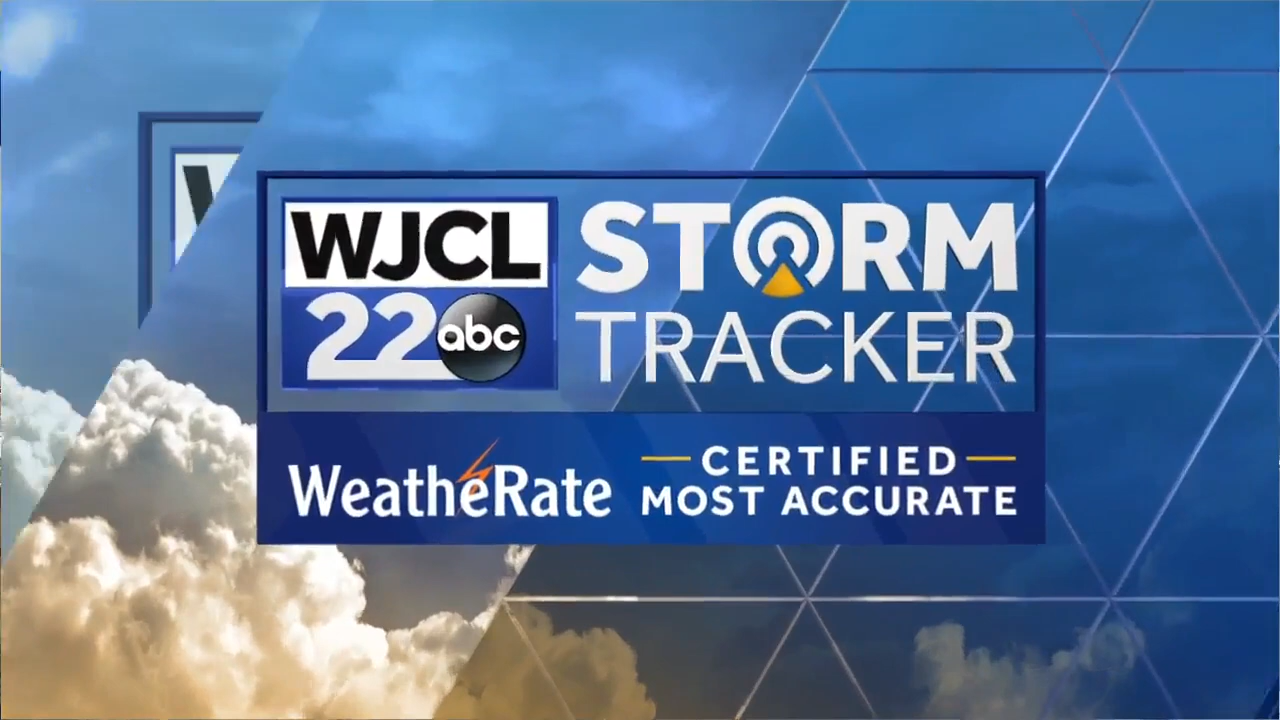 WJCL
22 abc
STORM
TRACKER
WeatheRate
CERTIFIED
MOST ACCURATE